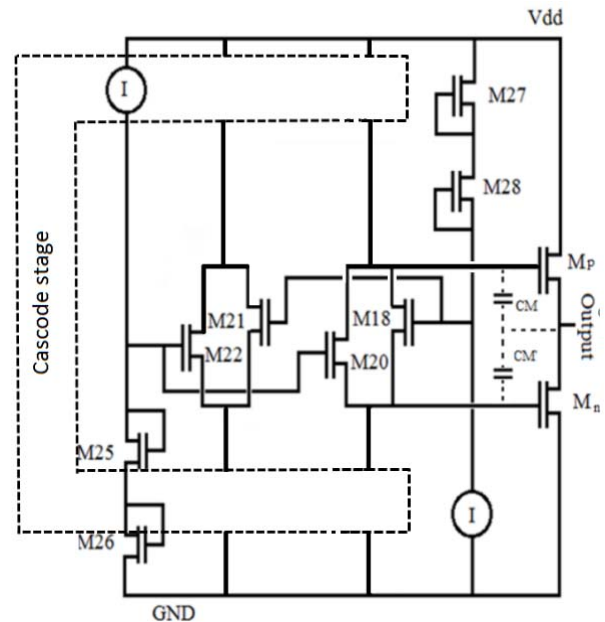 Vdd
I
M27
M28
Cascode stage
M21
M22
M18
M20
MP
CM
CM'
Output
Mn
M25
M26
I
GND